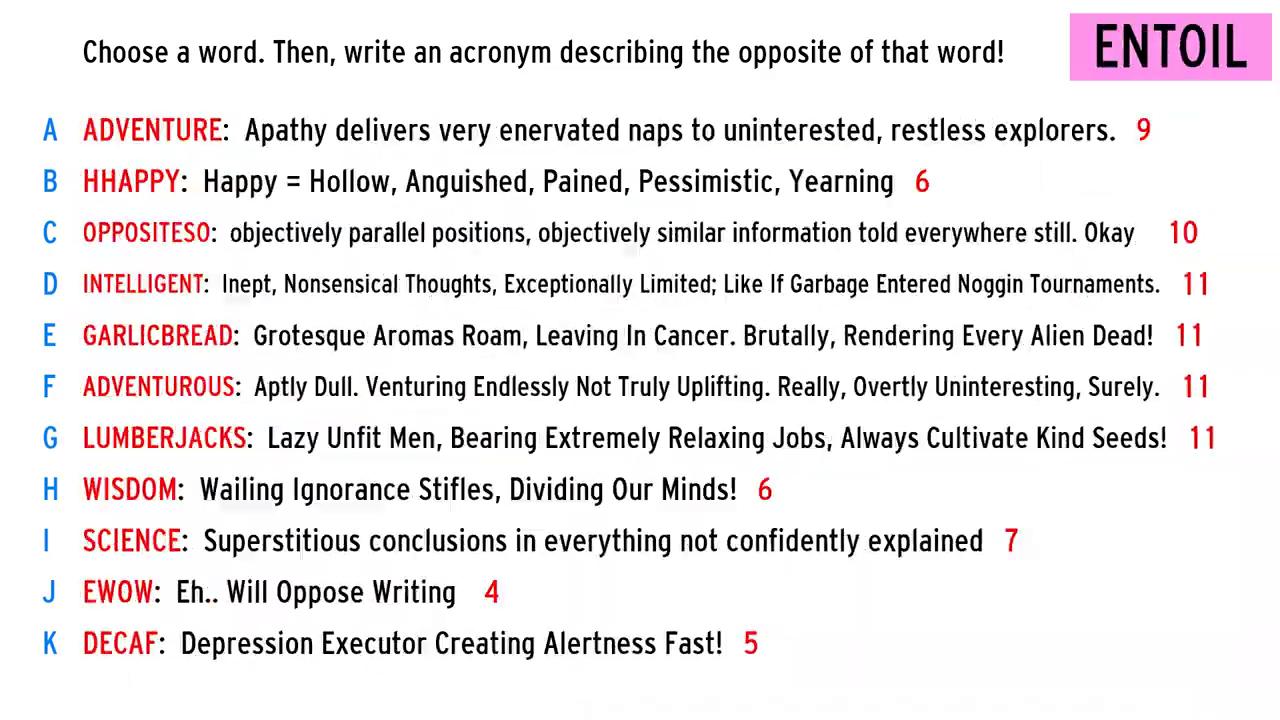 Choose a word. Then, write an acronym describing the opposite of that word!
ENTOIL
A ADVENTURE: Apathy delivers very enervated naps to uninterested, restless explorers. 9
B HHAPPY: Happy = Hollow, Anguished, Pained, Pessimistic, Yearning 6
C OPPOSITESO: objectively parallel positions, objectively similar information told everywhere still. Okay 10
D INTELLIGENT: Inept, Nonsensical Thoughts, Exceptionally Limited; Like If Garbage Entered Noggin Tournaments. 11
E GARLICBREAD: Grotesque Aromas Roam, Leaving In Cancer. Brutally, Rendering Every Alien Dead! 11
F ADVENTUROUS: Aptly Dull. Venturing Endlessly Not Truly Uplifting. Really, Overtly Uninteresting, Surely. 11
G LUMBERJACKS: Lazy Unfit Men, Bearing Extremely Relaxing Jobs, Always Cultivate Kind Seeds! 11
H WISDOM: Wailing Ignorance Stifles, Dividing Our Minds! 6
I SCIENCE: Superstitious conclusions in everything not confidently explained 7
J EWOW: Eh.. Will Oppose Writing 4
K DECAF: Depression Executor Creating Alertness Fast! 5